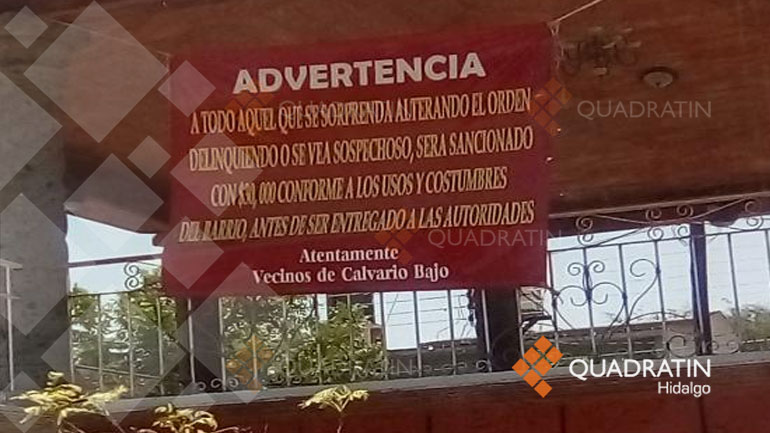 ADVERTENCIA
A TODO AQUEL QUE SE SORPRENDA ALTERANDO EL ORDEN
DELINQUIENDO O SE VEA SOSPECHOSO, SERA SANCIONADO
CON $30,000 CONFORME A LOS USOS Y COSTUMBRES
DEL BARRIO, ANTES DE SER ENTREGADO A LAS AUTORIDADES
Atentamente
Vecinos de Calvario Bajo
QUADRATIN
QUADRATIN
QUADRATIN
Hidalgo